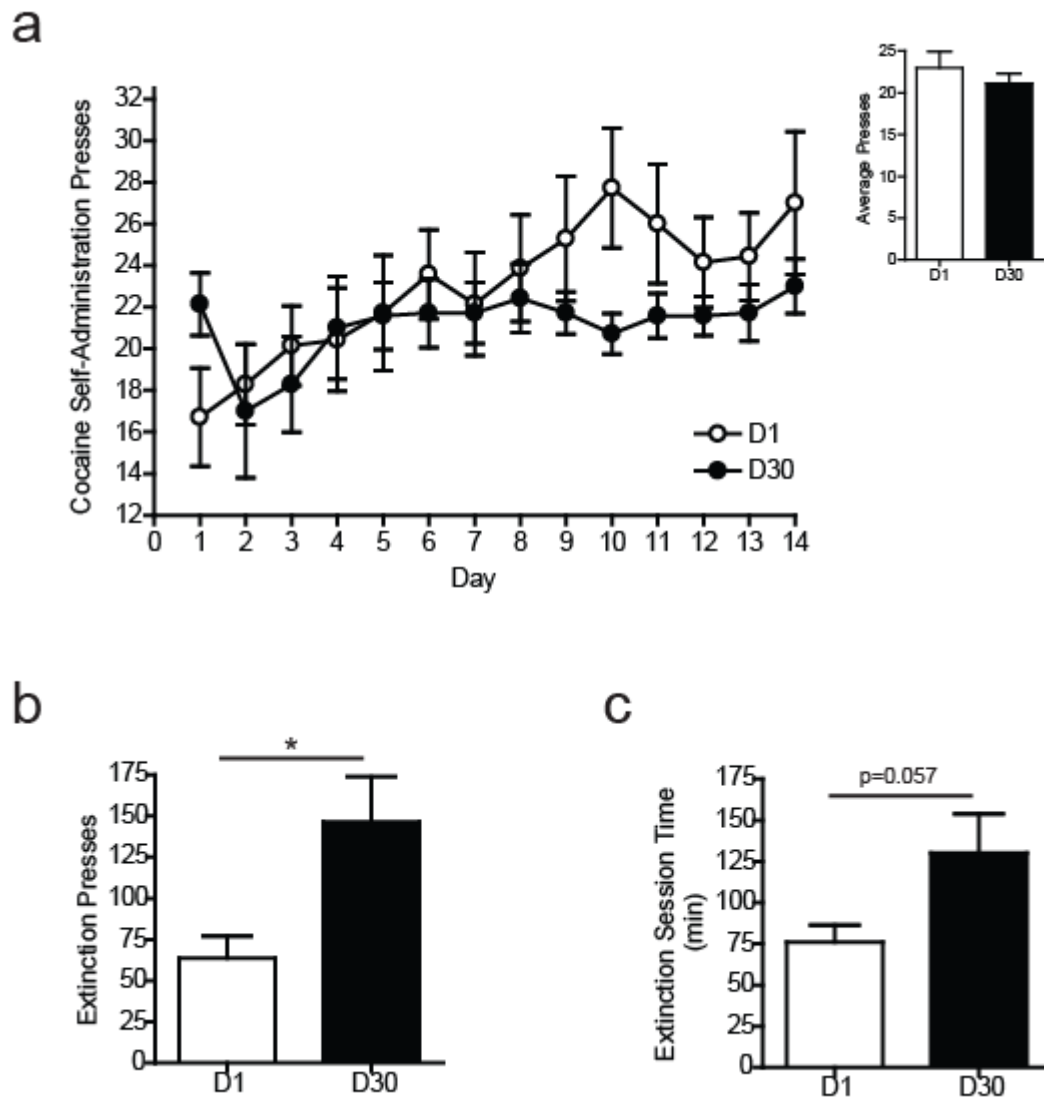 a
Cocaine Self-Administration Presses
32
30
28
26
24
22
20
18
16
14
12
0 1 2 3 4 5 6 7 8 9 10 11 12 13 14
Day
D1
D30
Average Presses
25
20
15
10
5
0
D1 D30
b
Extinction Presses
175
150
125
100
75
50
25
0
*
D1 D30
c
Extinction Session Time
(min)
175
150
125
100
75
50
25
0
p=0.057
D1 D30